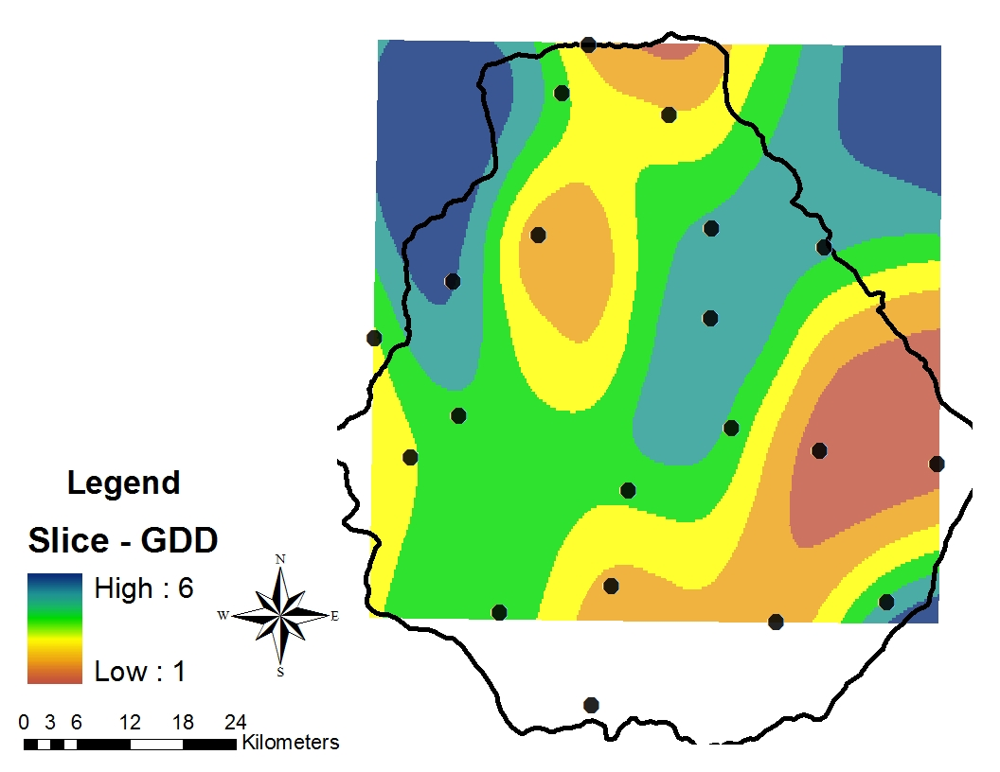 Legend
Slice - GDD
High : 6
Low : 1
N
W E
S
0 3 6 12 18 24
Kilometers